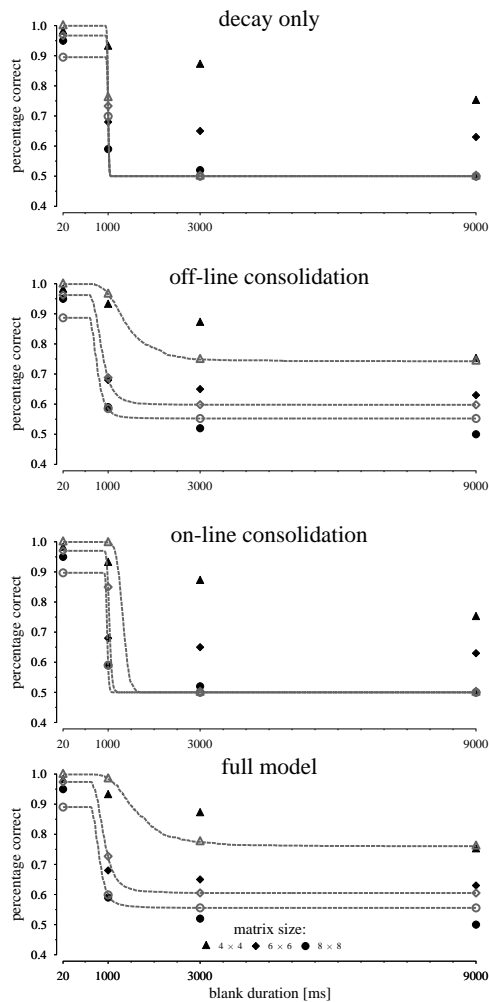 decay only
percentage correct
1.0
0.9
0.8
0.7
0.6
0.5
0.4
20 1000 3000 9000
off-line consolidation
percentage correct
1.0
0.9
0.8
0.7
0.6
0.5
0.4
20 1000 3000 9000
on-line consolidation
percentage correct
1.0
0.9
0.8
0.7
0.6
0.5
0.4
20 1000 3000 9000
full model
percentage correct
1.0
0.9
0.8
0.7
0.6
0.5
0.4
matrix size:
4 × 4 6 × 6 8 × 8
20 1000 3000 9000
blank duration [ms]